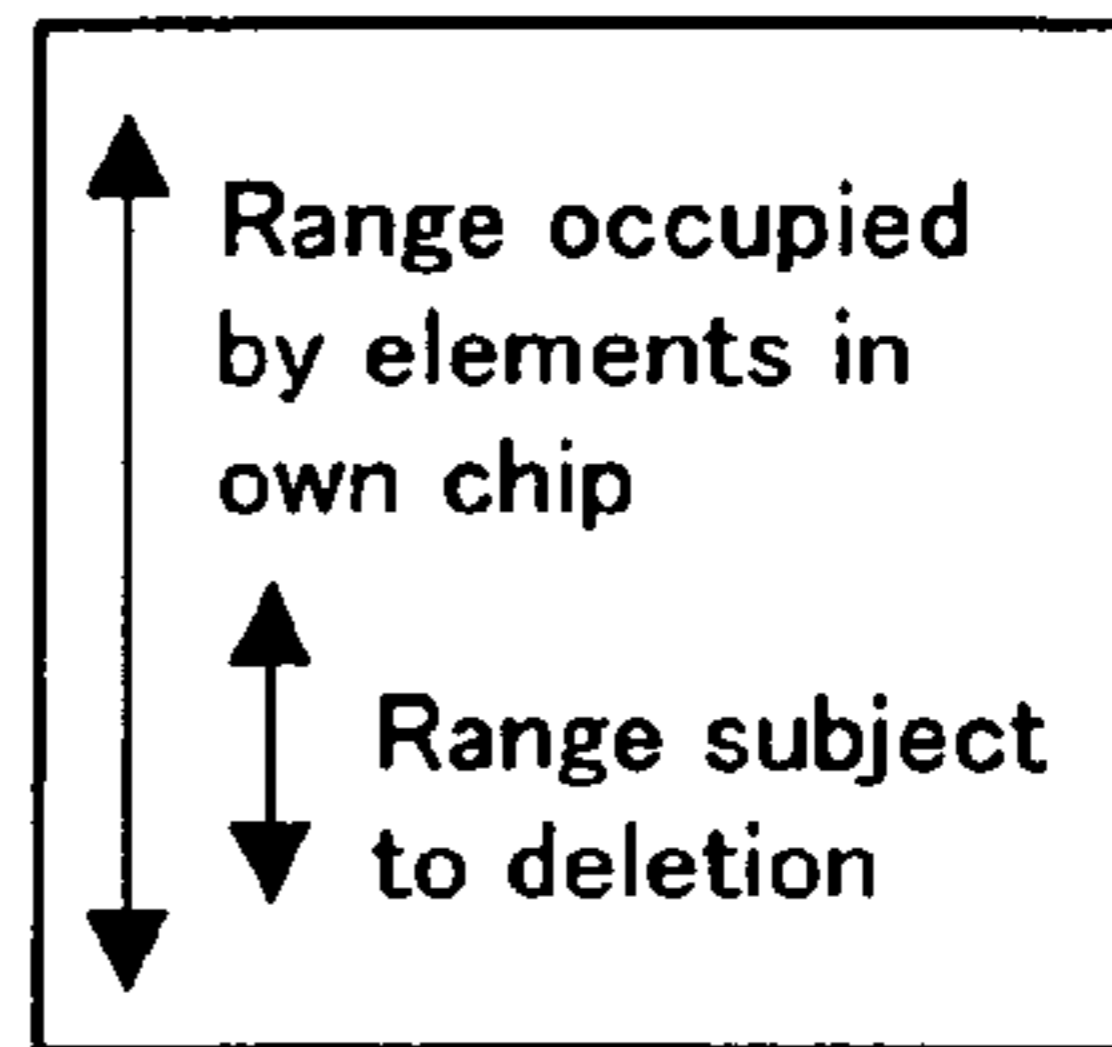 Range occupied
by elements in
own chip
Range subject
to deletion